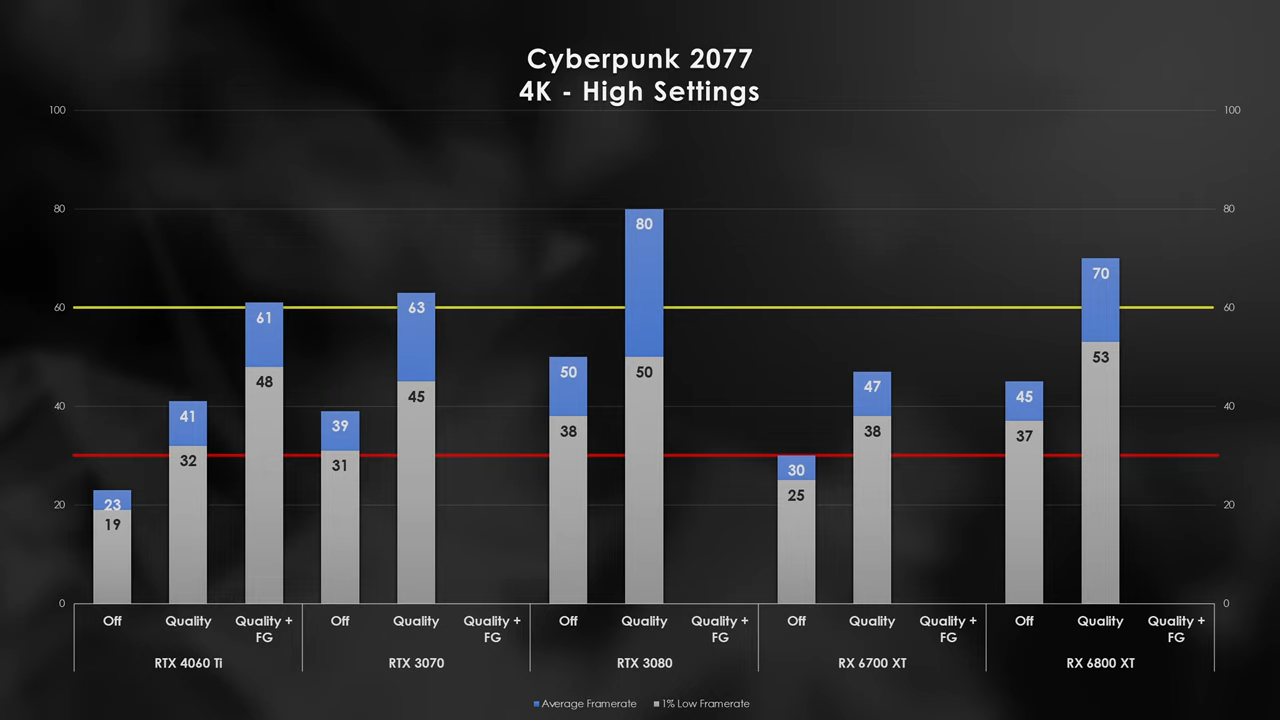 Cyberpunk 2077
4K - High Settings
100 100
80 80
60 60
40 40
20 20
0 0
23 41 61 39 63 50 80 30 47 45 70
19 32 48 31 45 38 50 25 38 37 53
Off Quality Quality + Off Quality Quality + Off Quality Quality + Off Quality Quality + Off Quality Quality +
FG FG FG FG FG
RTX 4060 Ti RTX 3070 RTX 3080 RX 6700 XT RX 6800 XT
Average Framerate 1% Low Framerate